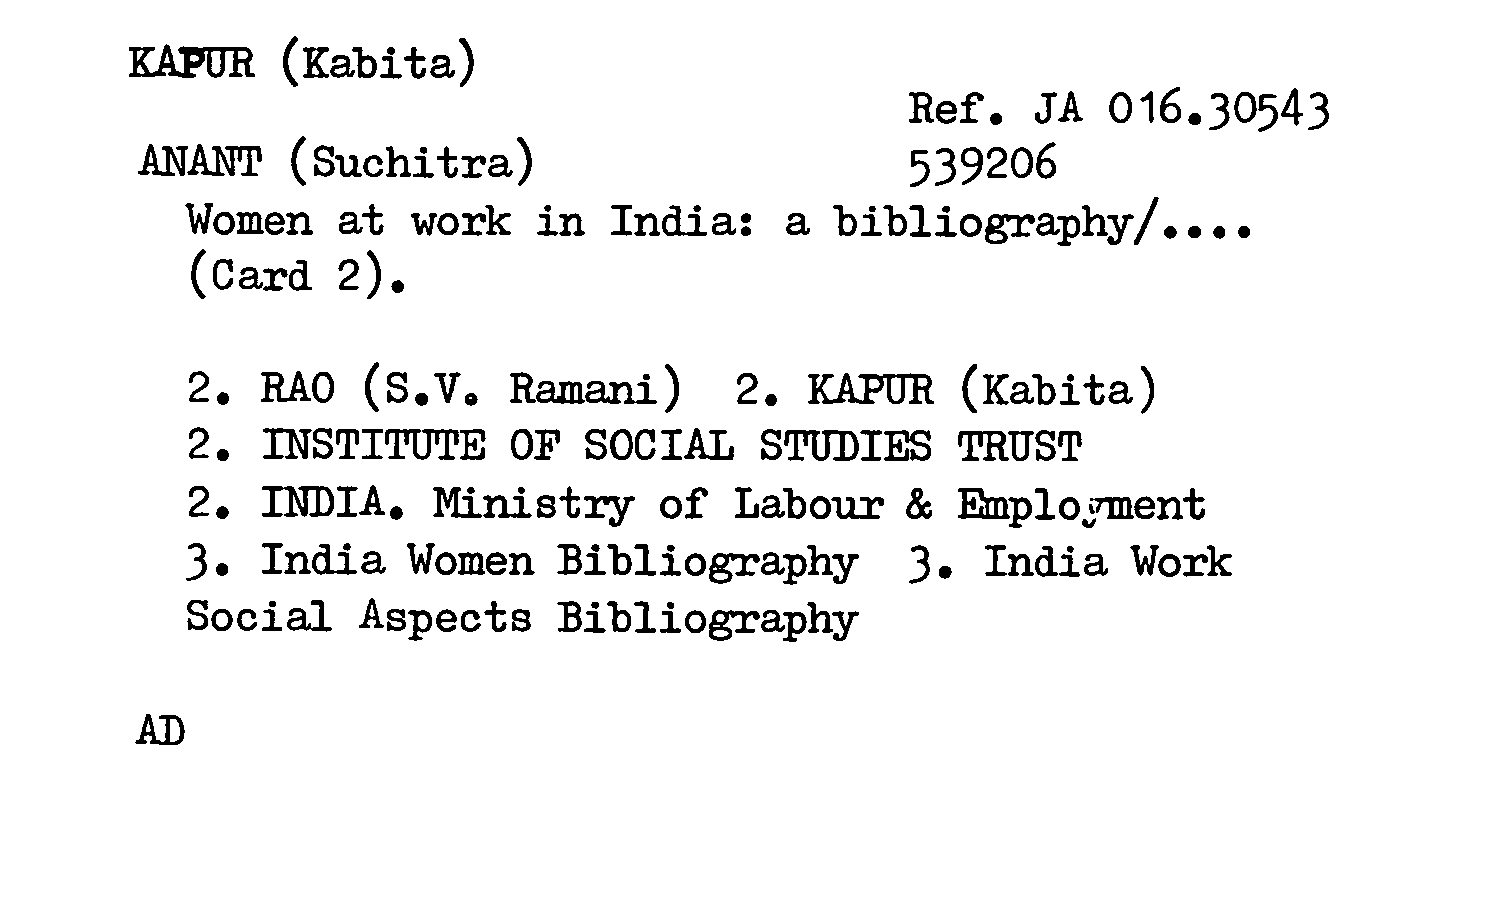 KAPUR (Kabita)
Ref. JA 016.30543
ANANT (Suchitra)
539206
Women at work in India: a bibliography/....
(Card 2).
2. RAO (S.V. Ramani) 2. KAPUR (Kabita)
2. INSTITUTE OF SOCIAL STUDIES TRUST
2. INDIA. Ministry of Labour & Employment
3. India Women Bibliography 3. India Work
Social Aspects Bibliography
AD